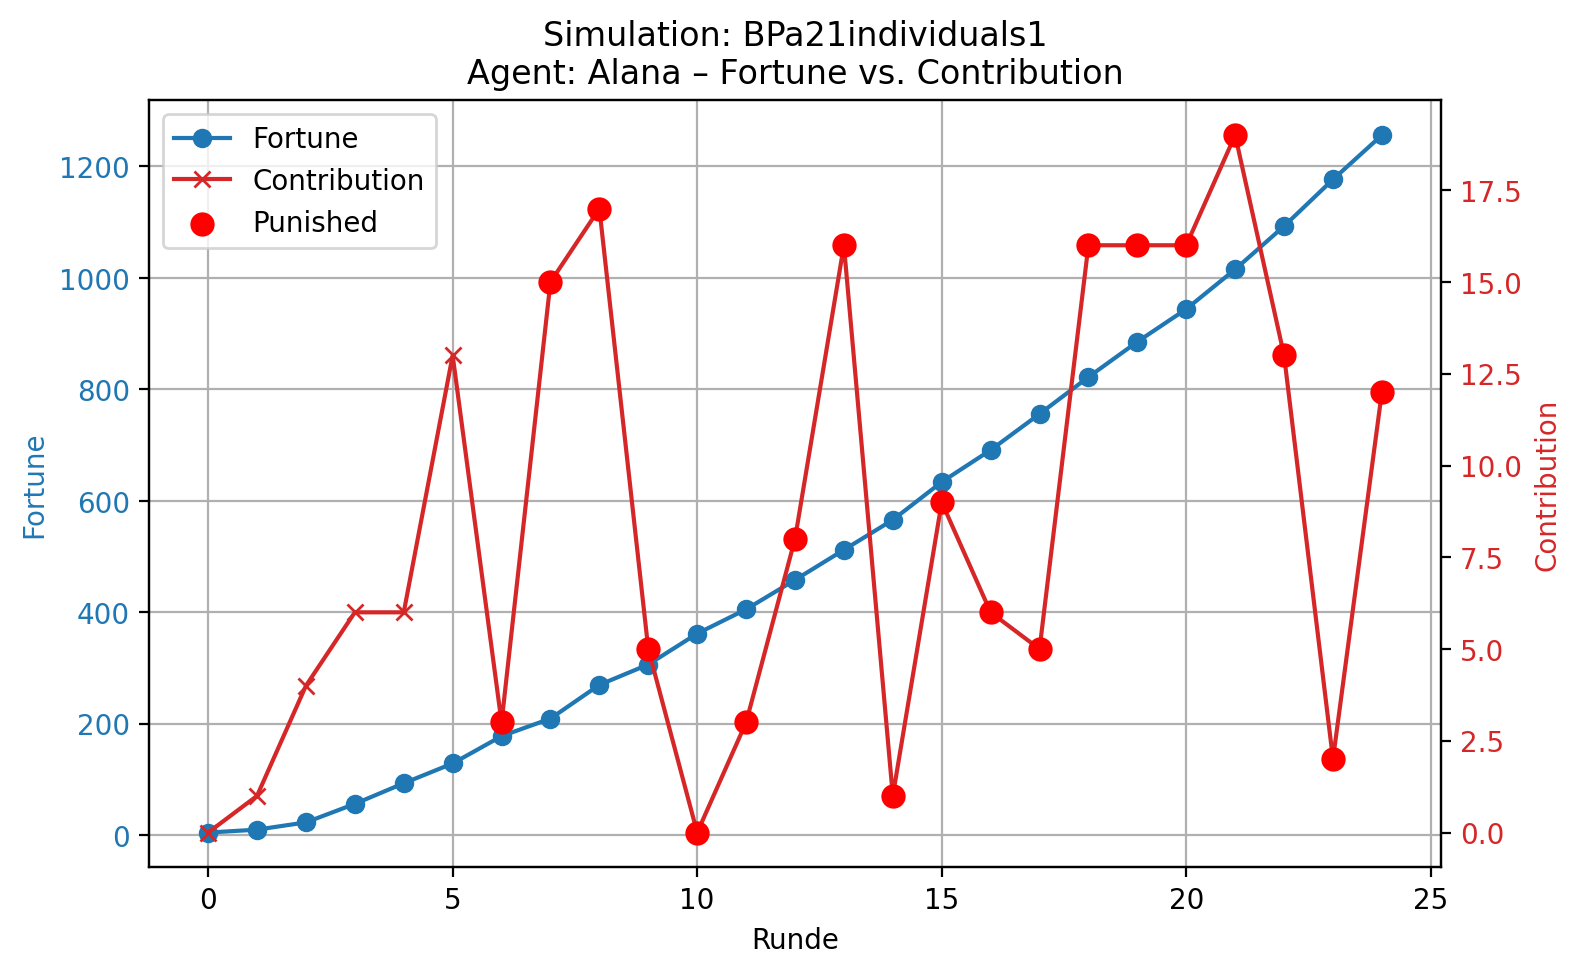 Simulation: BPa21individuals1
Agent: Alana – Fortune vs. Contribution
Fortune
Contribution
Punished
1200
1000
800
600
400
200
0
Fortune
17.5
15.0
12.5
10.0
7.5
5.0
2.5
0.0
Contribution
0 5 10 15 20 25
Runde